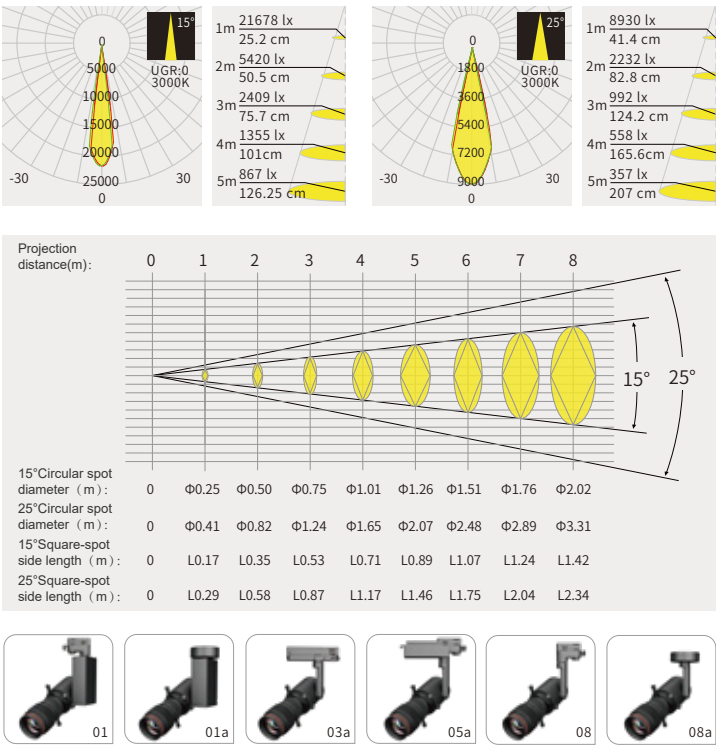 0
5000
10000
15000
20000
25000
-30
30
0
15°
UGR:0
3000K
1m 21678 lx
25.2 cm
2m 5420 lx
50.5 cm
3m 2409 lx
75.7 cm
4m 1355 lx
101cm
5m 867 lx
126.25 cm
0
1800
3600
5400
7200
9000
-30
30
0
25°
UGR:0
3000K
1m 8930 lx
41.4 cm
2m 2232 lx
82.8 cm
3m 992 lx
124.2 cm
4m 558 lx
165.6cm
5m 357 lx
207 cm
Projection
distance(m): 0 1 2 3 4 5 6 7 8
15° 25°
15°Circular spot
diameter（m）: 0 Φ0.25 Φ0.50 Φ0.75 Φ1.01 Φ1.26 Φ1.51 Φ1.76 Φ2.02
25°Circular spot
diameter（m）: 0 Φ0.41 Φ0.82 Φ1.24 Φ1.65 Φ2.07 Φ2.48 Φ2.89 Φ3.31
15°Square-spot
side length（m）: 0 L0.17 L0.35 L0.53 L0.71 L0.89 L1.07 L1.24 L1.42
25°Square-spot
side length（m）: 0 L0.29 L0.58 L0.87 L1.17 L1.46 L1.75 L2.04 L2.34
01 01a 03a 05a 08 08a